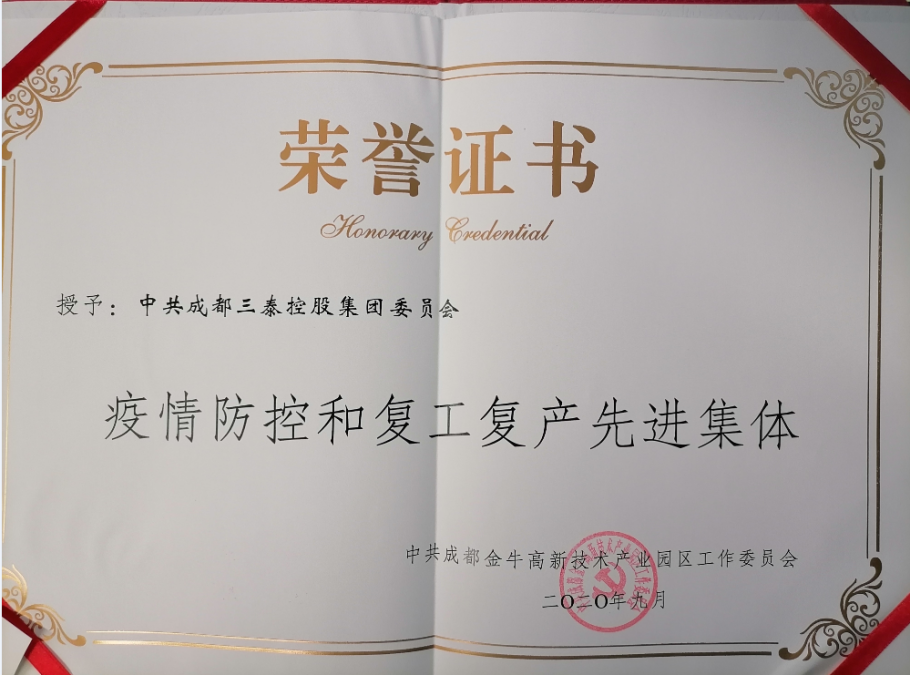 荣誉证书
Honorary Credential
授予：中共成都三泰控股集团委员会
疫情防控和复工复产先进集体
中共成都金牛高新技术产业园区工作委员会
二〇二〇年九月